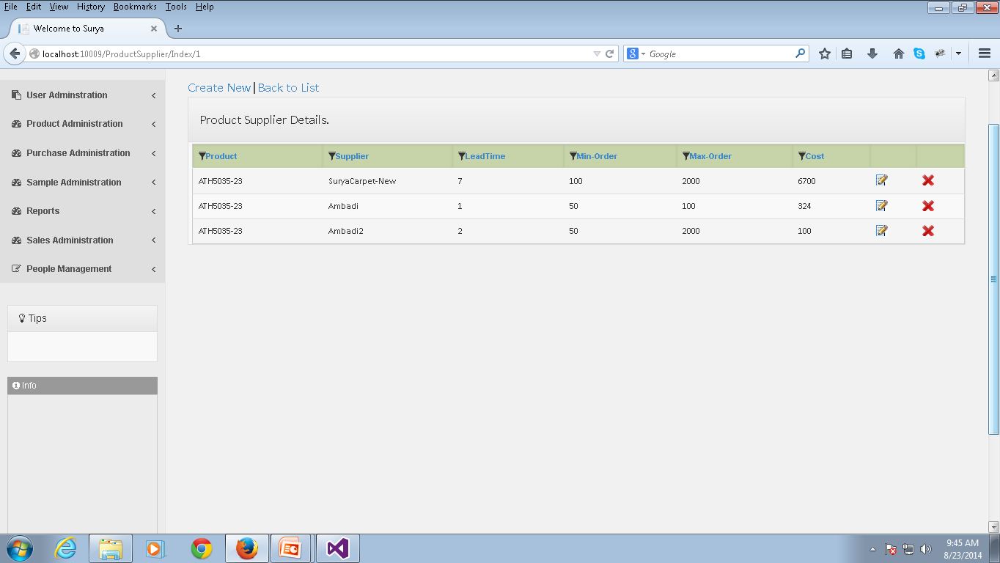 File Edit View History Bookmarks Tools Help
Welcome to Surya
localhost:10009/ProductSupplier/Index/1
Google
User Adminstration
Product Administration
Purchase Administration
Sample Administration
Reports
Sales Administration
People Management
Tips
Info
Create New | Back to List
Product Supplier Details.
Product Supplier LeadTime Min-Order Max-Order Cost
ATH5035-23 SuryaCarpet-New 7 100 2000 6700
ATH5035-23 Ambadi 1 50 100 324
ATH5035-23 Ambadi2 2 50 2000 100
9:45 AM
8/23/2014